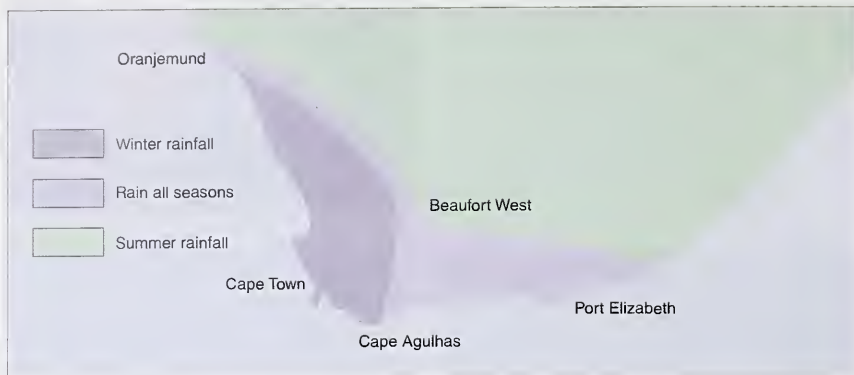 Oranjemund
Winter rainfall
Rain all seasons
Beaufort West
Summer rainfall
Cape Town
Port Elizabeth
Cape Agulhas